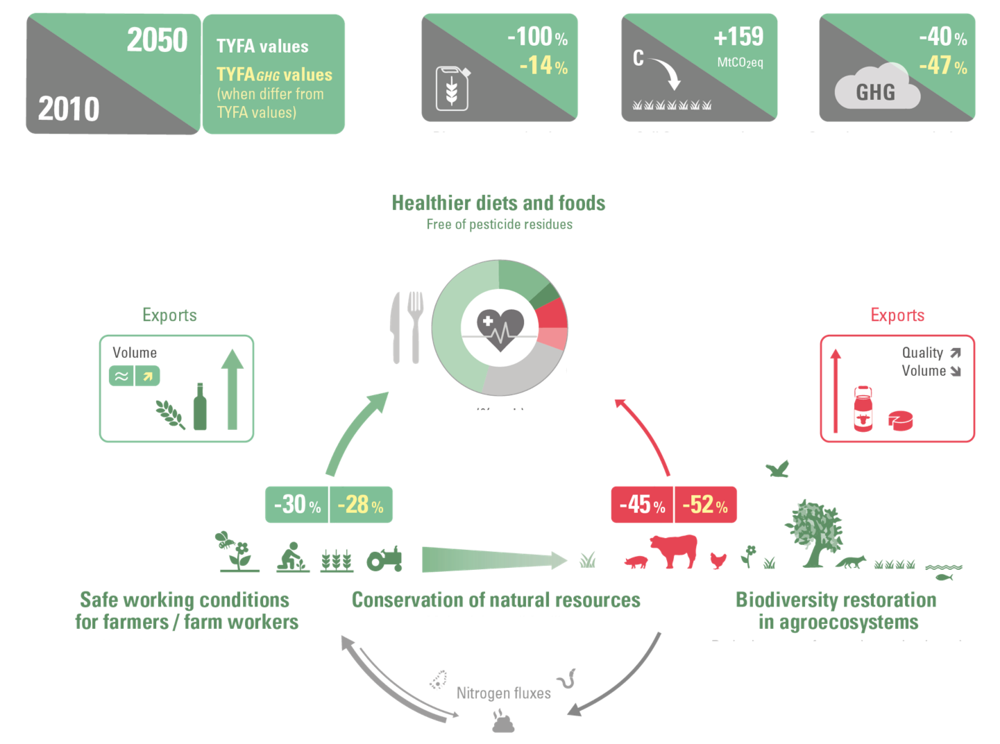 2050
2010
TYFA values
TYFAGHG values
(when differ from
TYFA values)
-100 %
-14 %
C
+159
MtCO₂eq
-40 %
-47 %
GHG
Healthier diets and foods
Free of pesticide residues
Exports
Volume
≈
Exports
Quality
Volume
-30 %
-28 %
-45 %
-52 %
Safe working conditions
for farmers / farm workers
Conservation of natural resources
Biodiversity restoration
in agroecosystems
Nitrogen fluxes